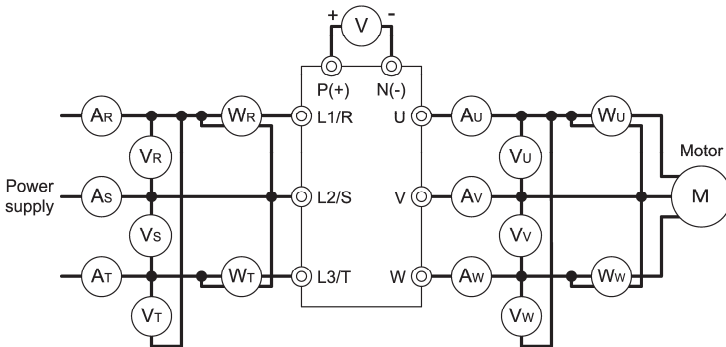 + V -
P(+) N(-)
AR WR L1/R U AU WU
Motor
VR VU
Power supply
AS L2/S V AV M
VS VV
AT WT L3/T W AW WW
VT VW